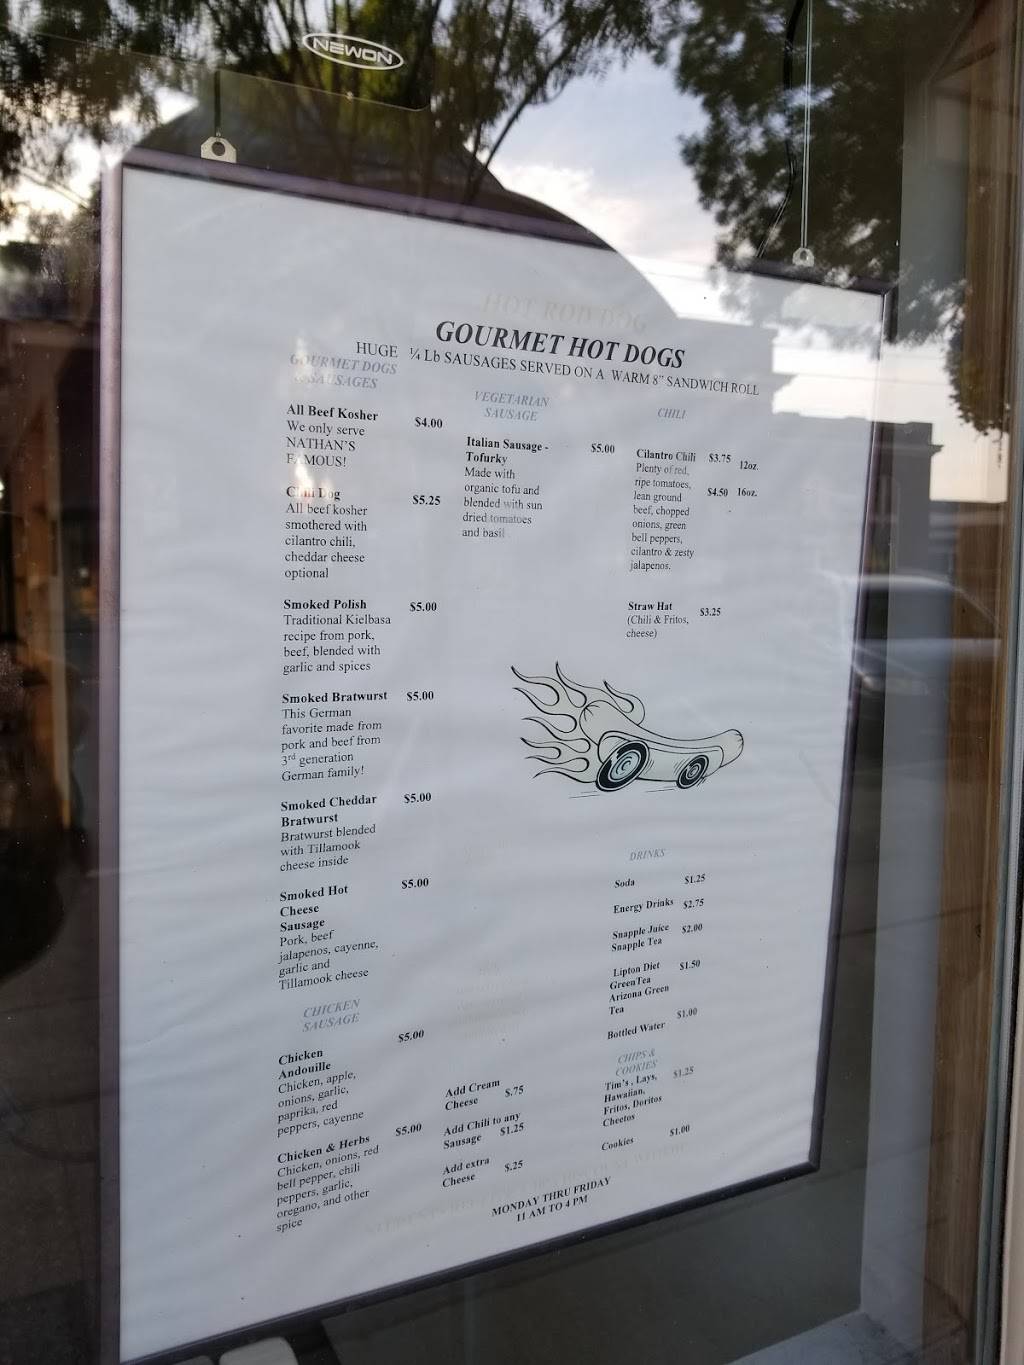 NEWON
HOT ROD DOG
GOURMET HOT DOGS
HUGE ¼ Lb SAUSAGES SERVED ON A WARM 8" SANDWICH ROLL
GOURMET DOGS
& SAUSAGES
All Beef Kosher $4.00
We only serve
NATHAN'S
FAMOUS!
Chili Dog $5.25
All beef kosher
smothered with
cilantro chili,
cheddar cheese
optional
Smoked Polish $5.00
Traditional Kielbasa
recipe from pork,
beef, blended with
garlic and spices
Smoked Bratwurst $5.00
This German
favorite made from
pork and beef from
3rd generation
German family!
Smoked Cheddar $5.00
Bratwurst
Bratwurst blended
with Tillamook
cheese inside
Smoked Hot $5.00
Cheese
Sausage
Pork, beef
jalapenos, cayenne,
garlic and
Tillamook cheese
CHICKEN
SAUSAGE
Chicken $5.00
Andouille
Chicken, apple,
onions, garlic,
paprika, red
peppers, cayenne
Chicken & Herbs $5.00
Chicken, onions, red
bell pepper, chili
peppers, garlic,
oregano, and other
spice
VEGETARIAN
SAUSAGE
Italian Sausage - $5.00
Tofurky
Made with
organic tofu and
blended with sun
dried tomatoes
and basil
Add Cream
Cheese $.75
Add Chili to any
Sausage $1.25
Add extra
Cheese $.25
CHILI
Cilantro Chili $3.75 12oz.
Plenty of red,
ripe tomatoes,
lean ground $4.50 16oz.
beef, chopped
onions, green
bell peppers,
cilantro & zesty
jalapenos.
Straw Hat $3.25
(Chili & Fritos,
cheese)
DRINKS
Soda $1.25
Energy Drinks $2.75
Snapple Juice $2.00
Snapple Tea
Lipton Diet $1.50
GreenTea
Arizona Green
Tea
Bottled Water $1.00
CHIPS &
COOKIES
Tim's, Lays, $1.25
Hawaiian,
Fritos, Doritos
Cheetos
Cookies $1.00
MONDAY THRU FRIDAY
11 AM TO 4 PM